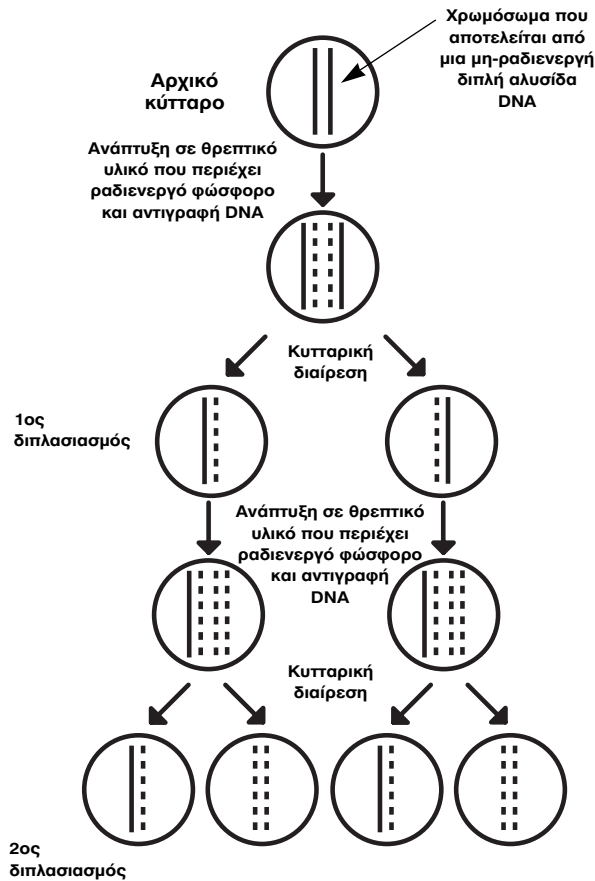 Χρωμόσωμα που
αποτελείται από
μια μη-ραδιενεργή
διπλή αλυσίδα
DNA
Αρχικό
κύτταρο
Ανάπτυξη σε θρεπτικό
υλικό που περιέχει
ραδιενεργό φώσφορο
και αντιγραφή DNA
Κυτταρική
διαίρεση
1ος
διπλασιασμός
Ανάπτυξη σε θρεπτικό
υλικό που περιέχει
ραδιενεργό φώσφορο
και αντιγραφή
DNA
Κυτταρική
διαίρεση
2ος
διπλασιασμός